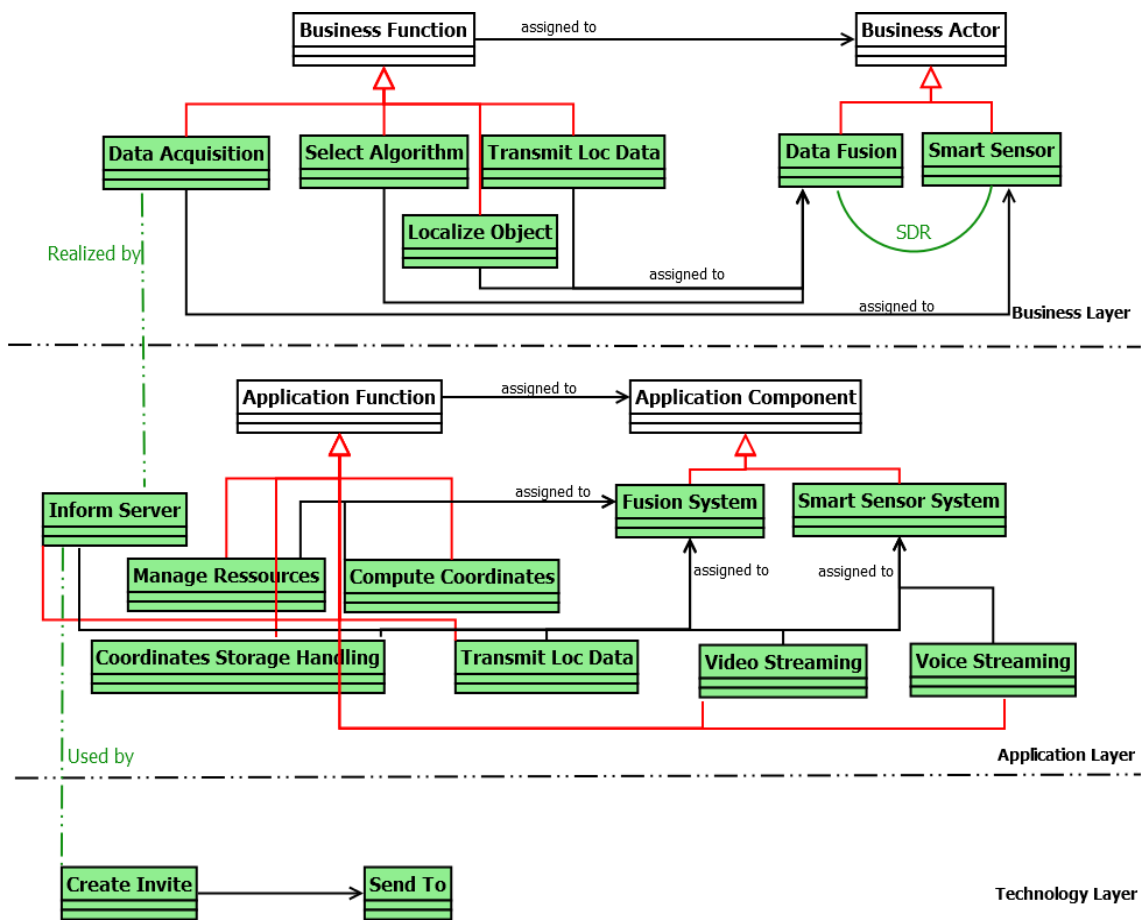 Business Function
assigned to
Business Actor
Data Acquisition
Select Algorithm
Transmit Loc Data
Data Fusion
Smart Sensor
Localize Object
SDR
Realized by
assigned to
assigned to
Business Layer
Application Function
assigned to
Application Component
Inform Server
assigned to
Fusion System
Smart Sensor System
Manage Ressources
Compute Coordinates
assigned to
assigned to
Coordinates Storage Handling
Transmit Loc Data
Video Streaming
Voice Streaming
Used by
Application Layer
Create Invite
Send To
Technology Layer